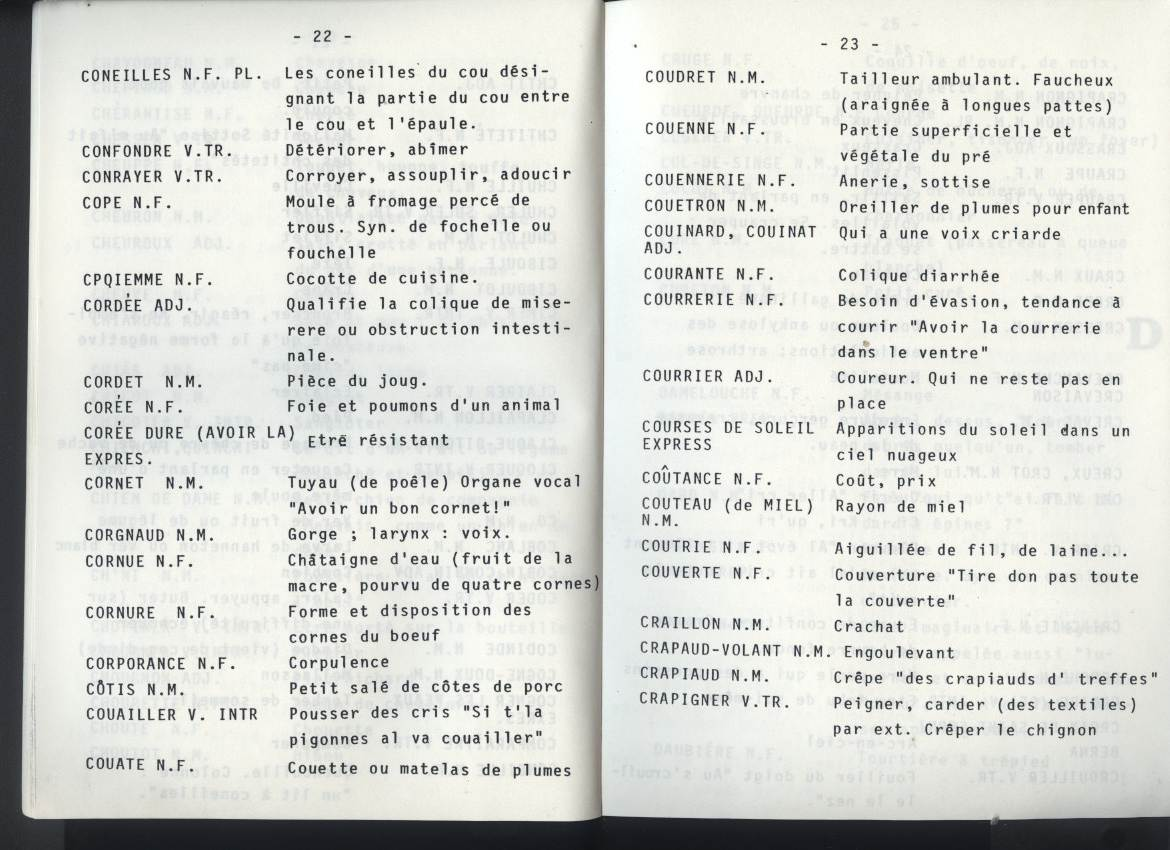 - 22 -
CONEILLES N.F. PL. Les coneilles du cou dési-
gnant la partie du cou entre
le cou et l'épaule.
CONFONDRE V.TR. Détériorer, abîmer
CONRAYER V.TR. Corroyer, assouplir, adoucir
COPE N.F. Moule à fromage percé de
trous. Syn. de fochelle ou
fouchelle
CPOIEMME N.F. Cocotte de cuisine.
CORDÉE ADJ. Qualifie la colique de mise-
rere ou obstruction intesti-
nale.
CORDET N.M. Pièce du joug.
CORÉE N.F. Foie et poumons d'un animal
CORÉE DURE (AVOIR LA) Etre résistant
EXPRES.
CORNET N.M. Tuyau (de poêle) Organe vocal
"Avoir un bon cornet!"
CORGNAUD N.M. Gorge ; larynx : voix.
CORNUE N.F. Châtaigne d'eau (fruit de la
macre, pourvu de quatre cornes)
CORNURE N.F. Forme et disposition des
cornes du boeuf
CORPORANCE N.F. Corpulence
CÔTIS N.M. Petit salé de côtes de porc
COUAILLER V. INTR Pousser des cris "Si t'la
pigonnes al va couailler"
COUATE N.F. Couette ou matelas de plumes
- 23 -
COUDRET N.M. Tailleur ambulant. Faucheux
(araignée à longues pattes)
COUENNE N.F. Partie superficielle et
végétale du pré
COUENNERIE N.F. Anerie, sottise
COUETRON N.M. Oreiller de plumes pour enfant
COUINARD, COUINAT Qui a une voix criarde
ADJ.
COURANTE N.F. Colique diarrhée
COURRERIE N.F. Besoin d'évasion, tendance à
courir "Avoir la courrerie
dans le ventre"
COURRIER ADJ. Coureur. Qui ne reste pas en
place
COURSES DE SOLEIL Apparitions du soleil dans un
EXPRESS ciel nuageux
COÛTANCE N.F. Coût, prix
COUTEAU (de MIEL) Rayon de miel
N.M.
COUTRIE N.F. Aiguillée de fil, de laine...
COUVERTE N.F. Couverture "Tire don pas toute
la couverte"
CRAILLON N.M. Crachat
CRAPAUD-VOLANT N.M. Engoulevant
CRAPIAUD N.M. Crêpe "des crapiauds d' treffes"
CRAPIGNER V.TR. Peigner, carder (des textiles)
par ext. Crêper le chignon